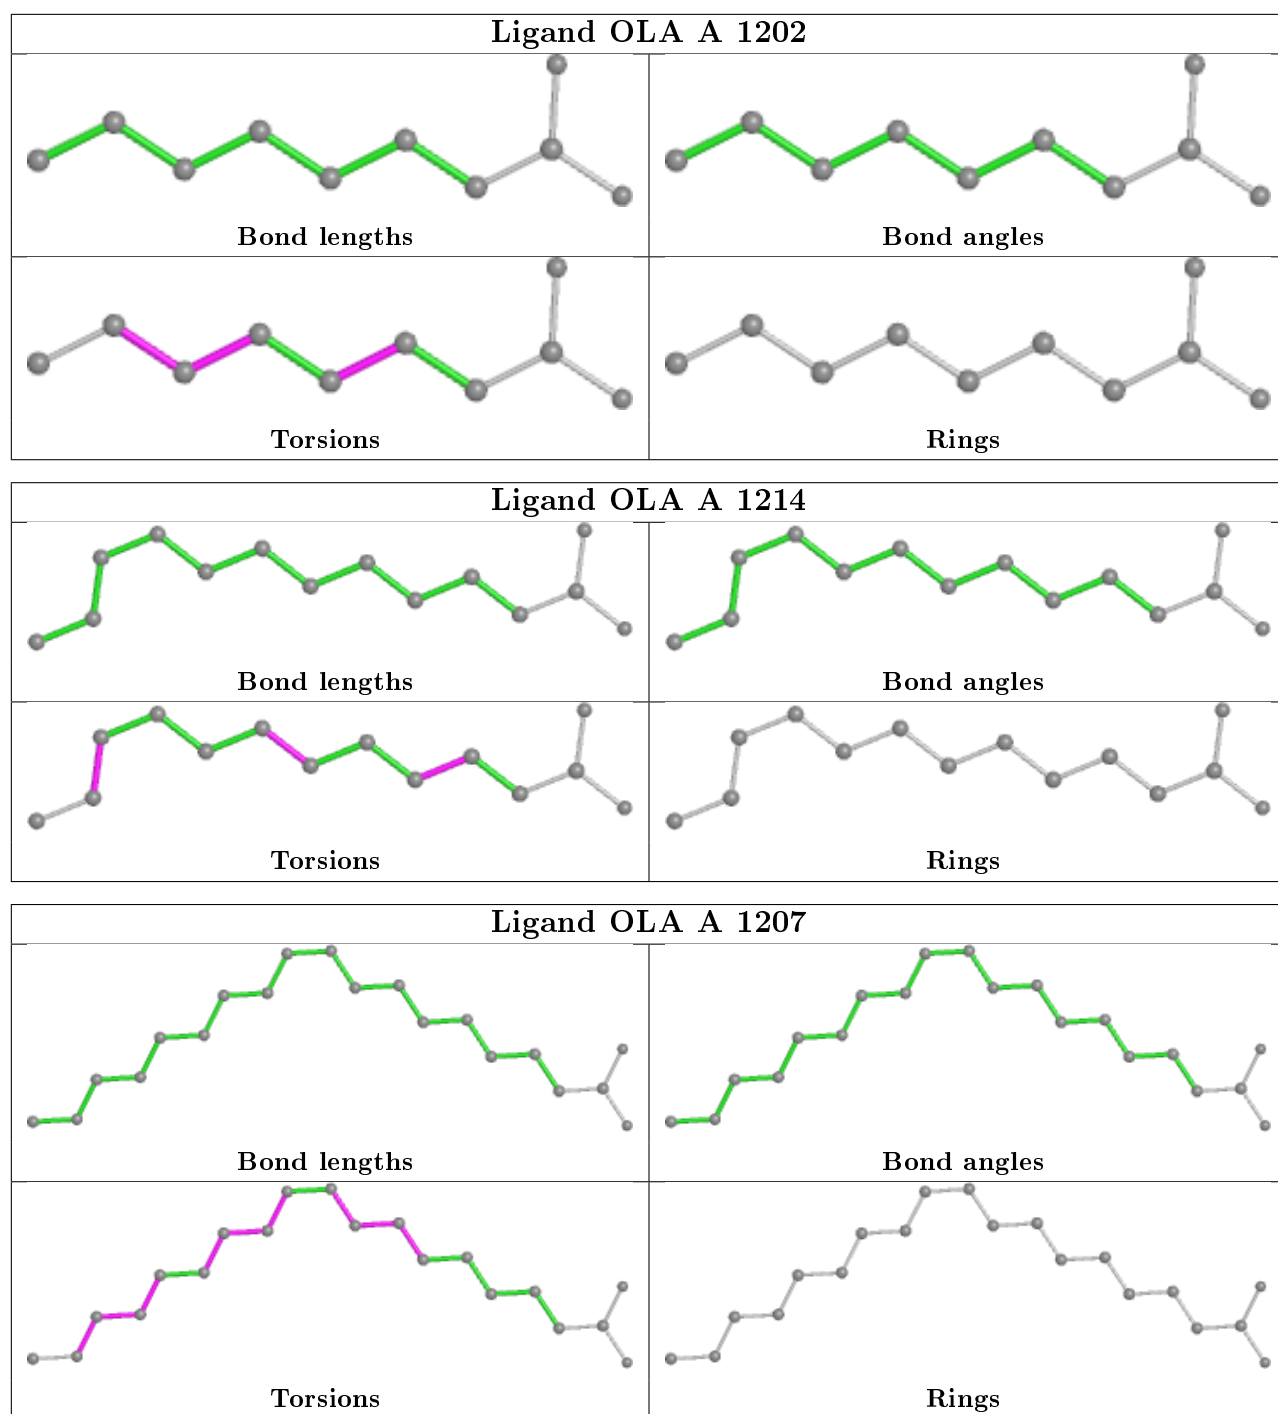 Ligand OLA A 1202
Bond lengths
Bond angles
Torsions
Rings
Ligand OLA A 1214
Bond lengths
Bond angles
Torsions
Rings
Ligand OLA A 1207
Bond lengths
Bond angles
Torsions
Rings